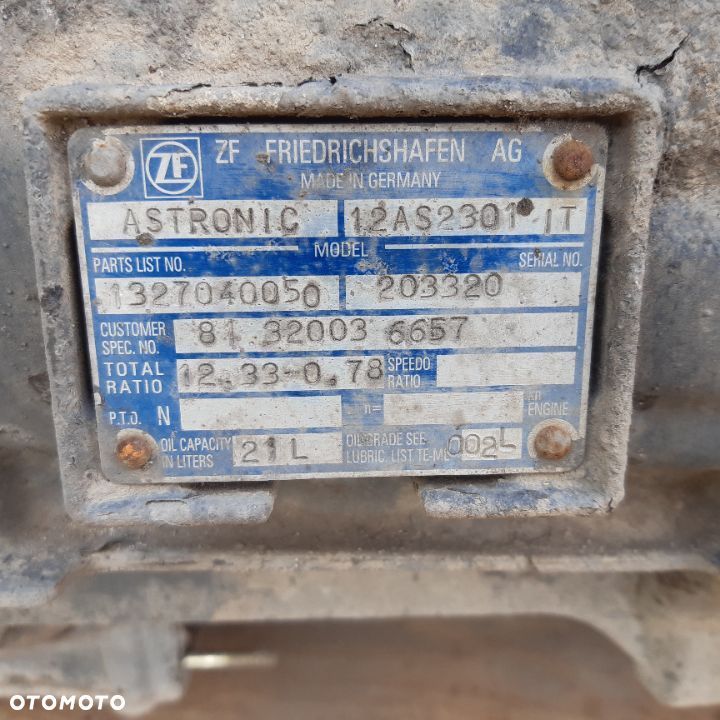 ZF ZF FRIEDRICHSHAFEN AG
MADE IN GERMANY
ASTRONIC 12AS2301 IT
MODEL
PARTS LIST NO. SERIAL NO.
1327040050 203320
CUSTOMER SPEC. NO. 81 32003 6657
TOTAL RATIO 12.33-0.78 SPEEDO RATIO
P.T.O. N = ENGINE
OIL CAPACITY IN LITERS 21 L OIL GRADE SEE LUBRIC. LIST TE-ML 002L
OTOMOTO